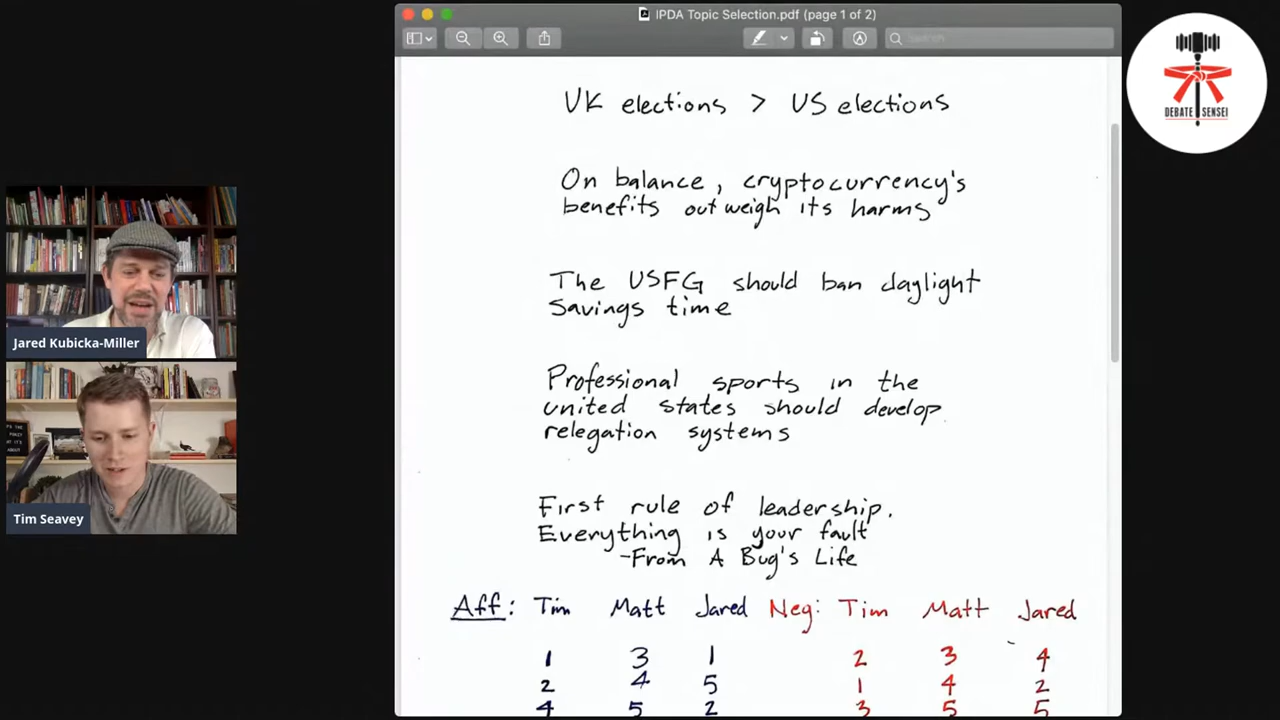 IPDA Topic Selection.pdf (page 1 of 2)
Search
DEBATE SENSEI
UK elections > US elections
On balance, cryptocurrency's
benefits outweigh its harms
The USFG should ban daylight
Savings time
Professional sports in the
united states should develop
relegation systems
First rule of leadership.
Everything is your fault
-From A Bug's Life
Aff: Tim Matt Jared Neg: Tim Matt Jared
1 3 1 2 3 4
2 4 5 1 4 2
4 5 2 3 5 5
Jared Kubicka-Miller
Tim Seavey